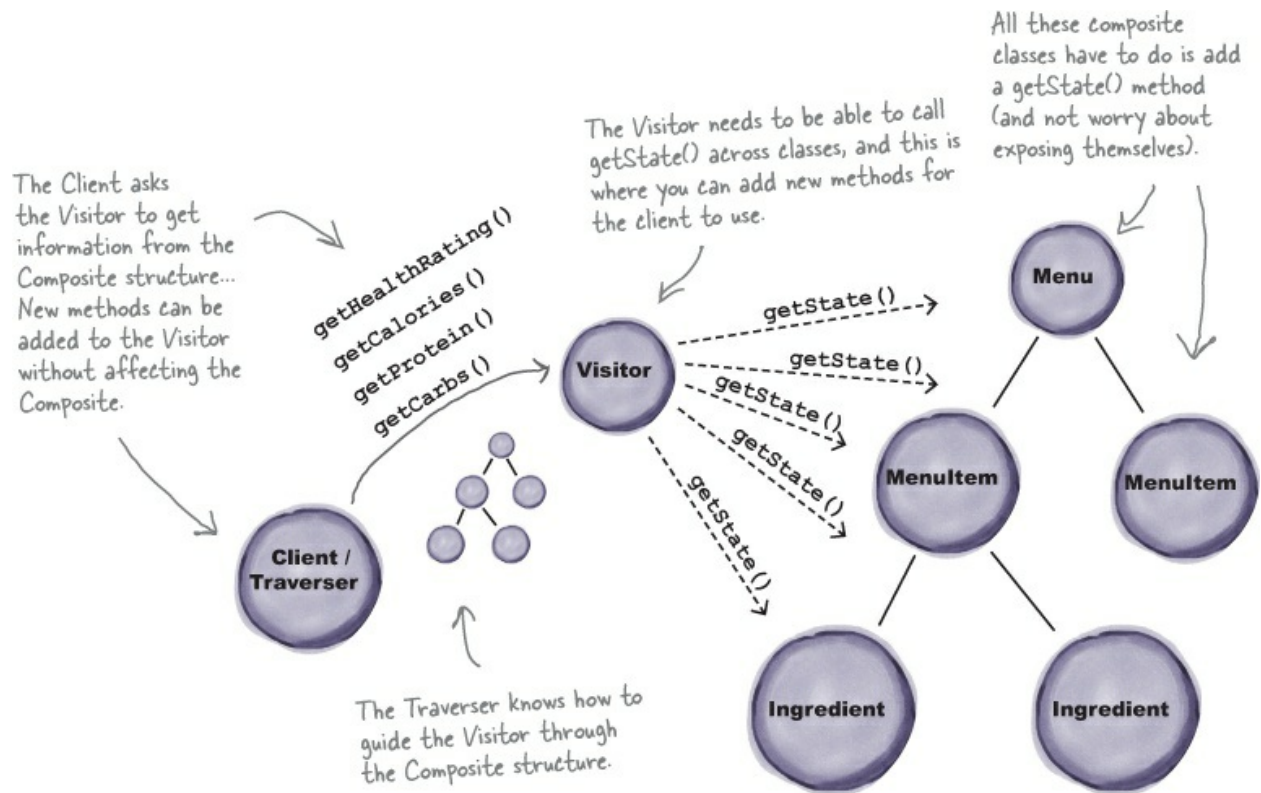 All these composite
classes have to do is add
a getState() method
(and not worry about
exposing themselves).
The Visitor needs to be able to call
getState() across classes, and this is
where you can add new methods for
the client to use.
The Client asks
the Visitor to get
information from the
Composite structure...
New methods can be
added to the Visitor
without affecting the
Composite.
getHealthRating()
getCalories()
getProtein()
getCarbs()
Visitor
getState()
getState()
getState()
getState()
getState()
Menu
MenuItem
MenuItem
Client /
Traverser
Ingredient
Ingredient
The Traverser knows how to
guide the Visitor through
the Composite structure.